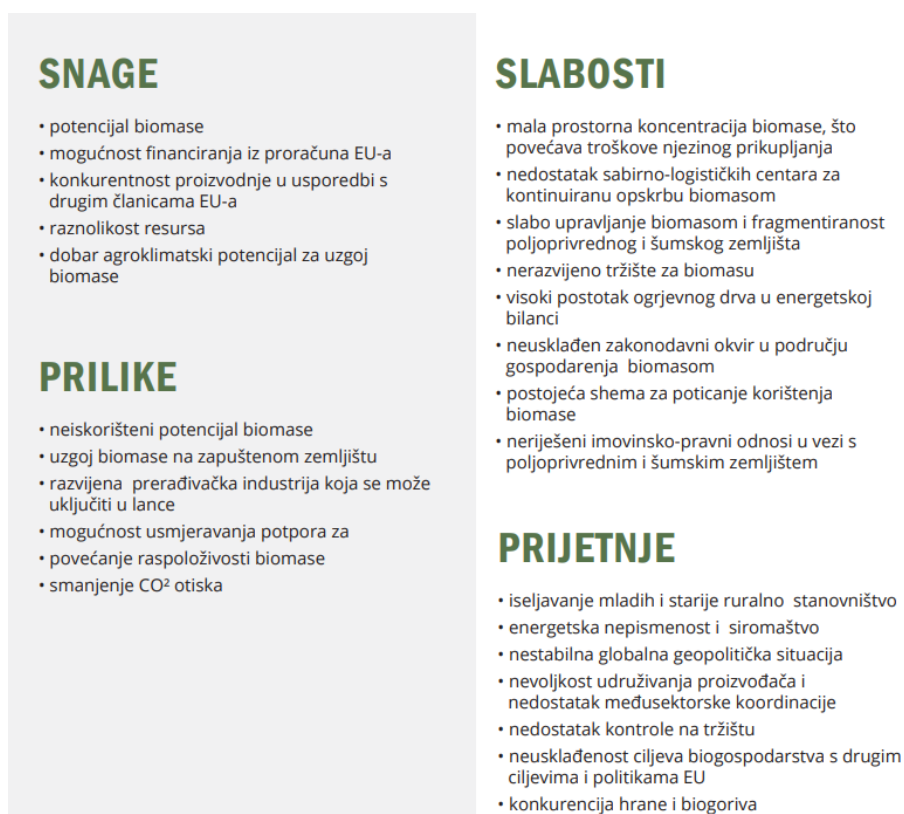 SNAGE
• potencijal biomase
• mogućnost financiranja iz proračuna EU-a
• konkurentnost proizvodnje u usporedbi s
drugim članicama EU-a
• raznolikost resursa
• dobar agroklimatski potencijal za uzgoj
biomase
PRILIKE
• neiskorišteni potencijal biomase
• uzgoj biomase na zapuštenom zemljištu
• razvijena  prerađivačka industrija koja se može
uključiti u lance
• mogućnost usmjeravanja potpora za
• povećanje raspoloživosti biomase
• smanjenje CO² otiska
SLABOSTI
• mala prostorna koncentracija biomase, što
povećava troškove njezinog prikupljanja
• nedostatak sabirno-logističkih centara za
kontinuiranu opskrbu biomasom
• slabo upravljanje biomasom i fragmentiranost
poljoprivrednog i šumskog zemljišta
• nerazvijeno tržište za biomasu
• visoki postotak ogrjevnog drva u energetskoj
bilanci
• neusklađen zakonodavni okvir u području
gospodarenja  biomasom
• postojeća shema za poticanje korištenja
biomase
• neriješeni imovinsko-pravni odnosi u vezi s
poljoprivrednim i šumskim zemljištem
PRIJETNJE
• iseljavanje mladih i starije ruralno  stanovništvo
• energetska nepismenost i  siromaštvo
• nestabilna globalna geopolitička situacija
• nevoljkost udruživanja proizvođača i
nedostatak međusektorske koordinacije
• nedostatak kontrole na tržištu
• neusklađenost ciljeva biogospodarstva s drugim
ciljevima i politikama EU
• konkurencija hrane i biogoriva